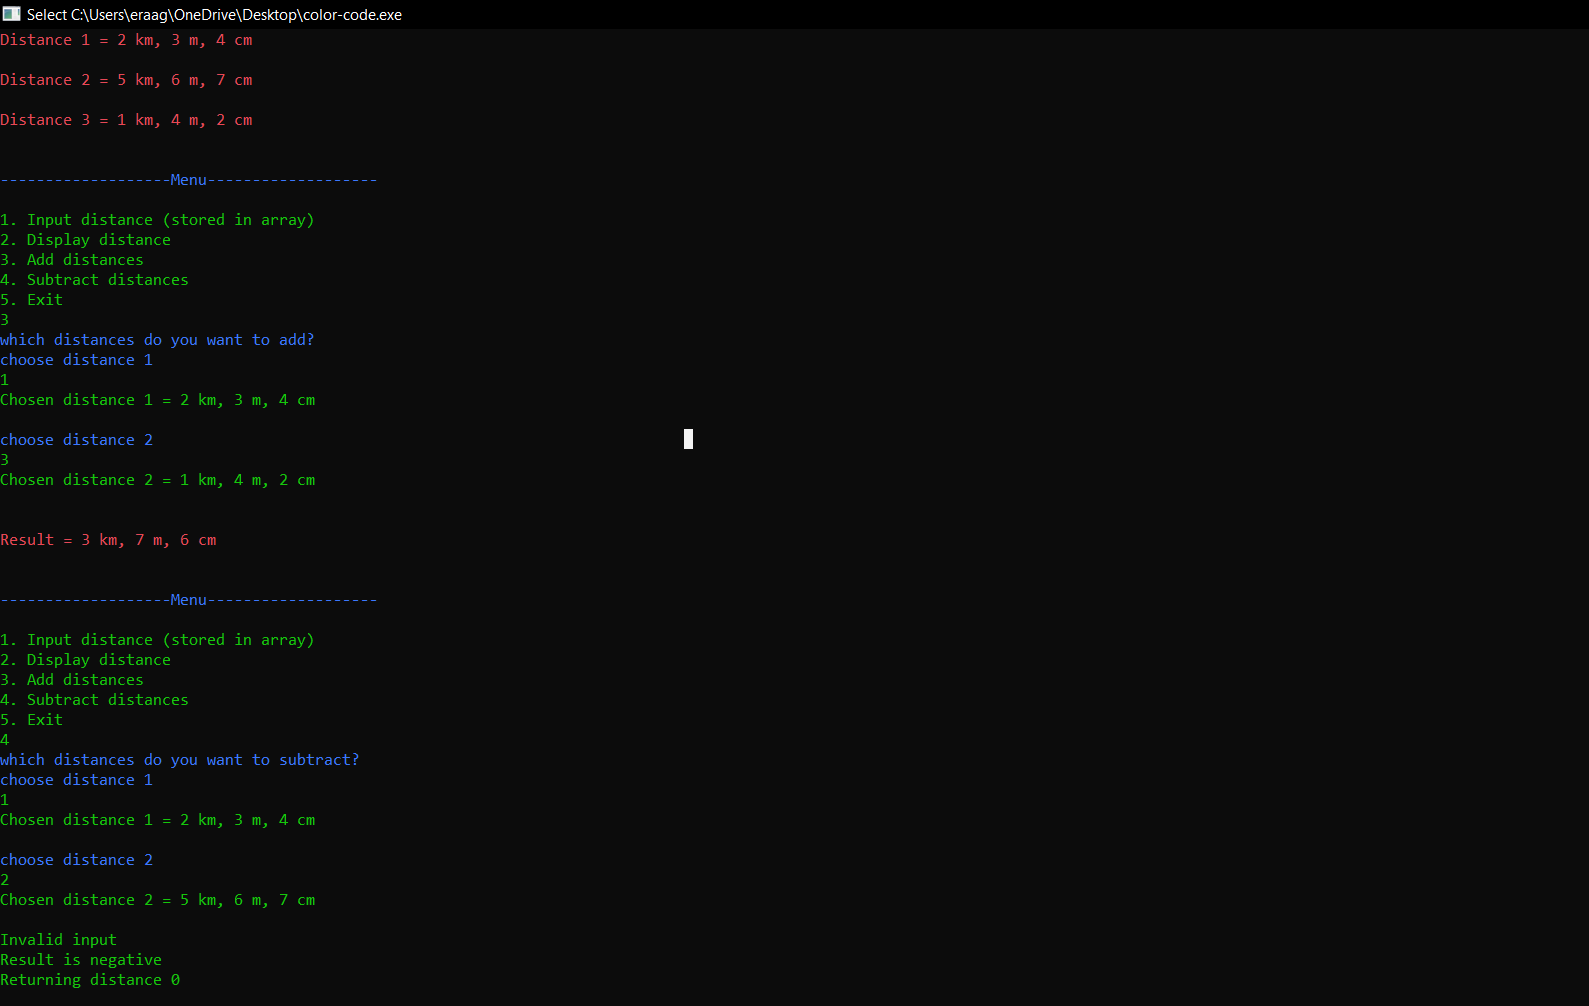 Select C:\Users\eraag\OneDrive\Desktop\color-code.exe
Distance 1 = 2 km, 3 m, 4 cm
Distance 2 = 5 km, 6 m, 7 cm
Distance 3 = 1 km, 4 m, 2 cm
-------------------Menu-------------------
1. Input distance (stored in array)
2. Display distance
3. Add distances
4. Subtract distances
5. Exit
3
which distances do you want to add?
choose distance 1
1
Chosen distance 1 = 2 km, 3 m, 4 cm
choose distance 2
3
Chosen distance 2 = 1 km, 4 m, 2 cm
Result = 3 km, 7 m, 6 cm
-------------------Menu-------------------
1. Input distance (stored in array)
2. Display distance
3. Add distances
4. Subtract distances
5. Exit
4
which distances do you want to subtract?
choose distance 1
1
Chosen distance 1 = 2 km, 3 m, 4 cm
choose distance 2
2
Chosen distance 2 = 5 km, 6 m, 7 cm
Invalid input
Result is negative
Returning distance 0